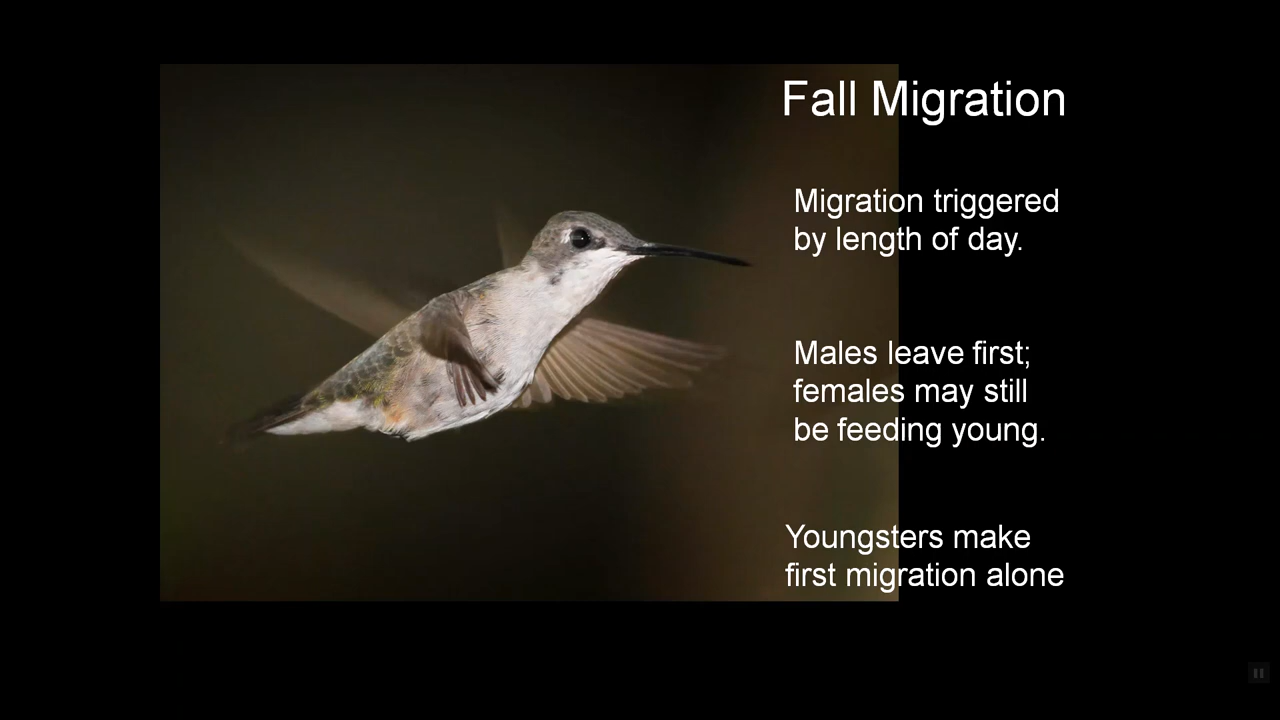 Fall Migration
Migration triggered
by length of day.
Males leave first;
females may still
be feeding young.
Youngsters make
first migration alone